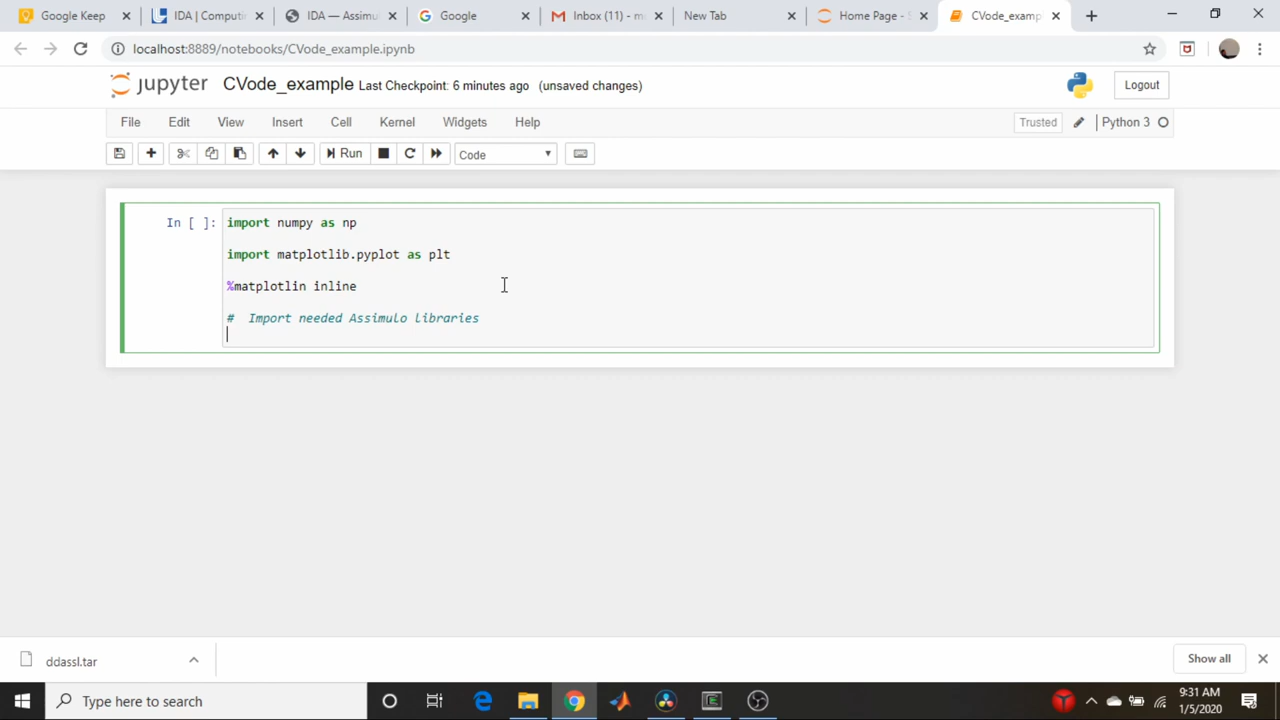 Google Keep
IDA | Computin
IDA — Assimulo
Google
Inbox (11) - m
New Tab
Home Page - S
CVode_examp
localhost:8889/notebooks/CVode_example.ipynb
jupyter CVode_example Last Checkpoint: 6 minutes ago (unsaved changes)
Logout
File Edit View Insert Cell Kernel Widgets Help
Trusted
Python 3
Run
Code
In [ ]: import numpy as np
import matplotlib.pyplot as plt
%matplotlin inline
# Import needed Assimulo Libraries
ddassl.tar
Show all
Type here to search
9:31 AM
1/5/2020